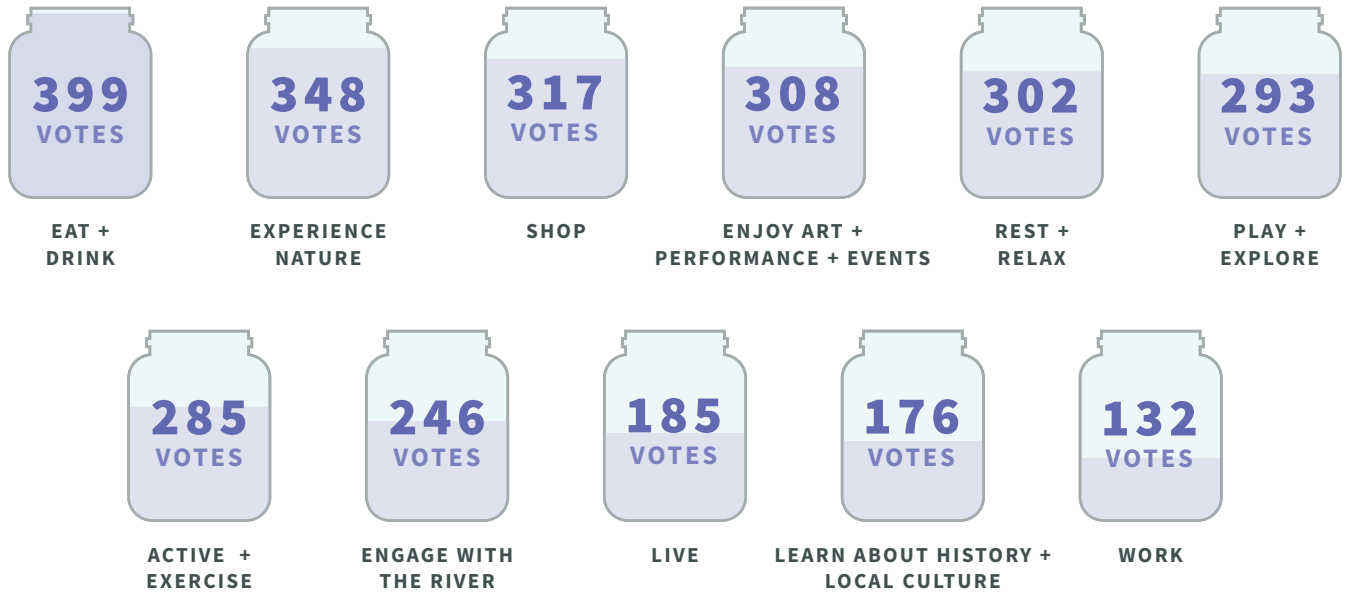 399
VOTES
EAT +
DRINK
348
VOTES
EXPERIENCE
NATURE
317
VOTES
SHOP
308
VOTES
ENJOY ART +
PERFORMANCE + EVENTS
302
VOTES
REST +
RELAX
293
VOTES
PLAY +
EXPLORE
285
VOTES
ACTIVE +
EXERCISE
246
VOTES
ENGAGE WITH
THE RIVER
185
VOTES
LIVE
176
VOTES
LEARN ABOUT HISTORY +
LOCAL CULTURE
132
VOTES
WORK